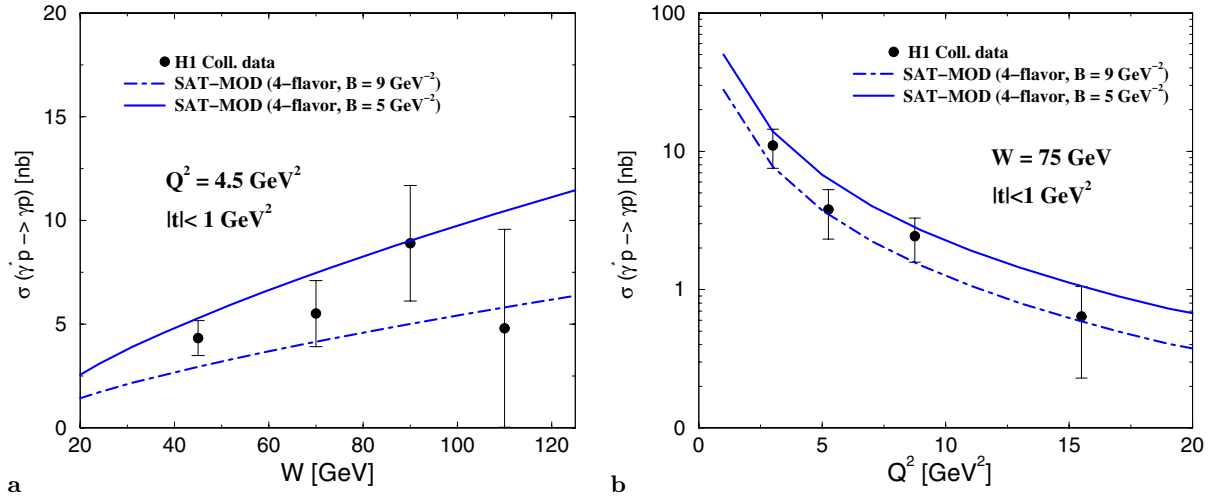 20
15
10
5
0
σ (γ* p −> γp) [nb]
H1 Coll. data
SAT−MOD (4−flavor, B = 9 GeV⁻²)
SAT−MOD (4−flavor, B = 5 GeV⁻²)
Q² = 4.5 GeV²
|t|< 1 GeV²
20 40 60 80 100 120
W [GeV]
a
100
10
1
0
σ (γ* p −> γp) [nb]
H1 Coll. data
SAT−MOD (4−flavor, B = 9 GeV⁻²)
SAT−MOD (4−flavor, B = 5 GeV⁻²)
W = 75 GeV
|t|<1 GeV²
0 5 10 15 20
Q² [GeV²]
b